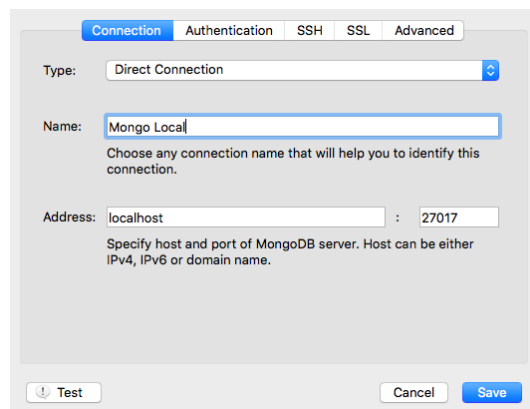 Connection Authentication SSH SSL Advanced
Type: Direct Connection
Name: Mongo Local
Choose any connection name that will help you to identify this
connection.
Address: localhost : 27017
Specify host and port of MongoDB server. Host can be either
IPv4, IPv6 or domain name.
! Test Cancel Save